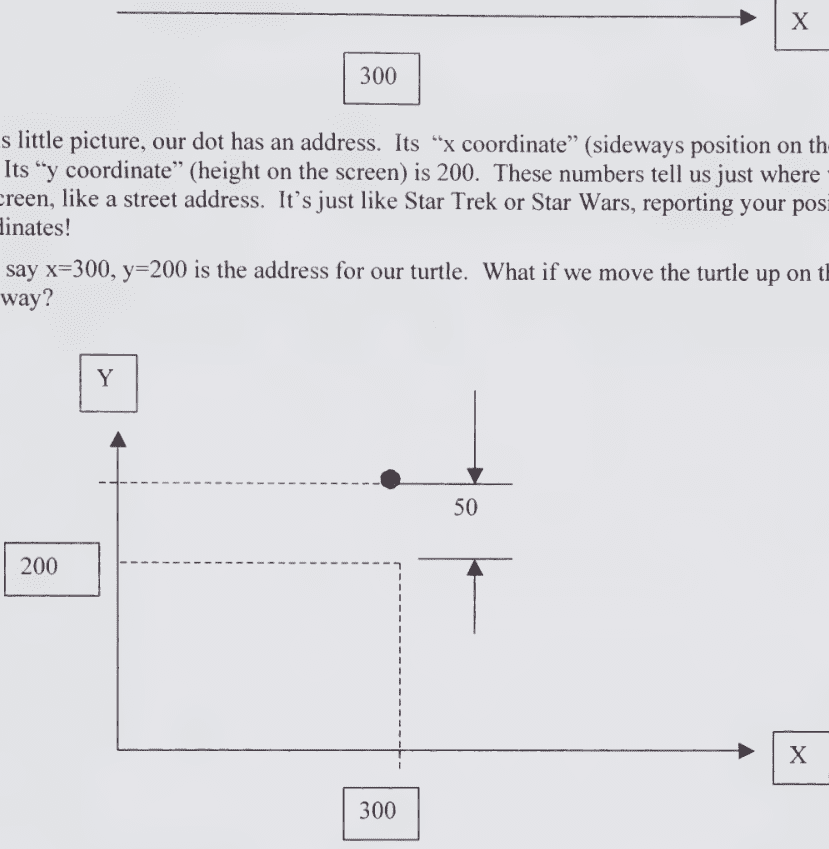 X
300
s little picture, our dot has an address. Its “x coordinate” (sideways position on th
Its “y coordinate” (height on the screen) is 200. These numbers tell us just where
creen, like a street address. It’s just like Star Trek or Star Wars, reporting your posi
dinates!
say x=300, y=200 is the address for our turtle. What if we move the turtle up on th
way?
Y
50
200
X
300